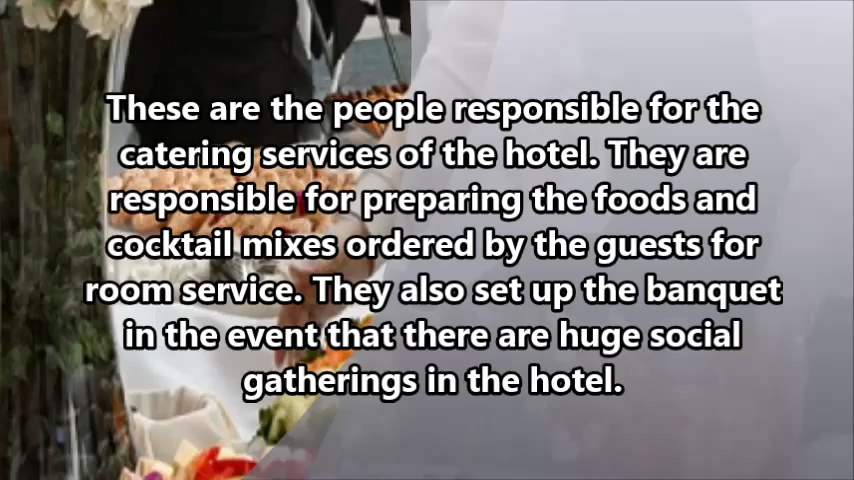 These are the people responsible for the
catering services of the hotel. They are
responsible for preparing the foods and
cocktail mixes ordered by the guests for
room service. They also set up the banquet
in the event that there are huge social
gatherings in the hotel.